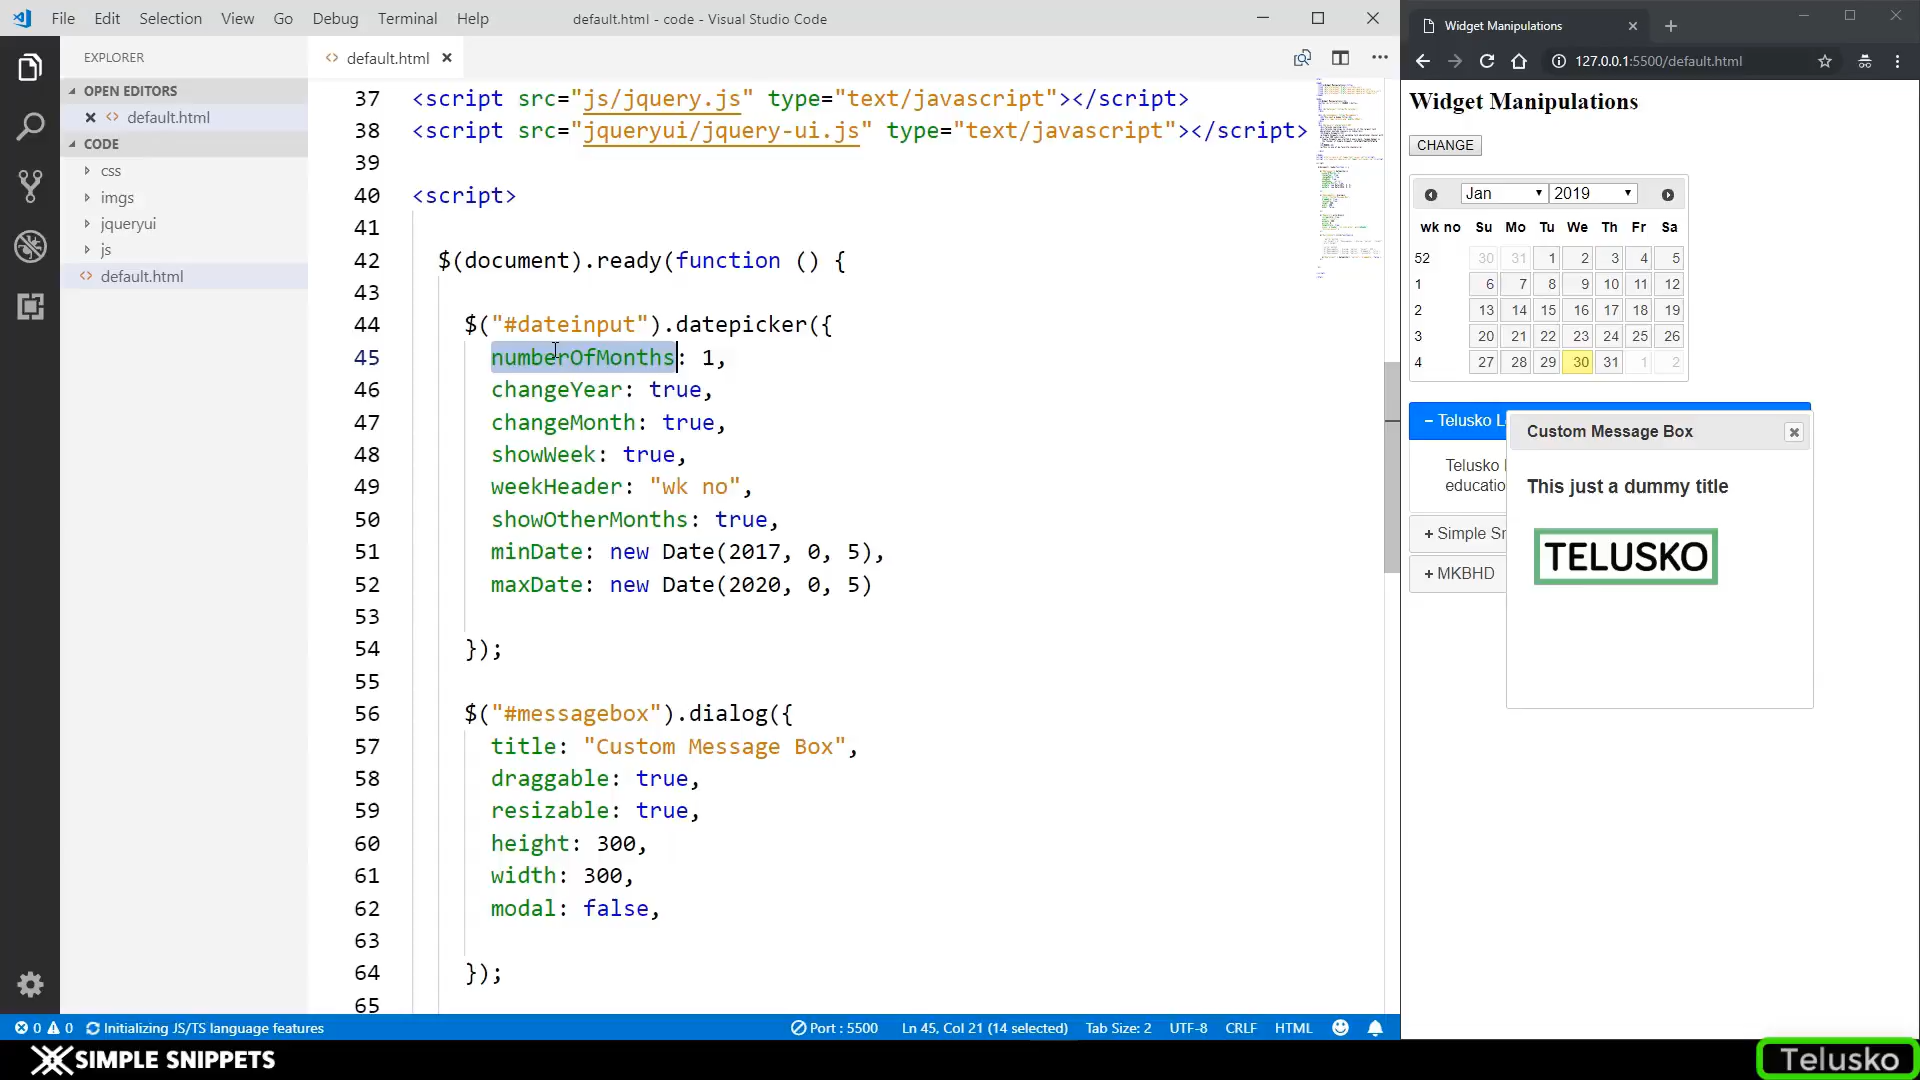 File Edit Selection View Go Debug Terminal Help
default.html - code - Visual Studio Code
EXPLORER
OPEN EDITORS
default.html
CODE
css
imgs
jqueryui
js
default.html
default.html
37 <script src="js/jquery.js" type="text/javascript"></script>
38 <script src="jqueryui/jquery-ui.js" type="text/javascript"></script>
39
40 <script>
41
42 $(document).ready(function () {
43
44 $("#dateinput").datepicker({
45 numberOfMonths: 1,
46 changeYear: true,
47 changeMonth: true,
48 showWeek: true,
49 weekHeader: "wk no",
50 showOtherMonths: true,
51 minDate: new Date(2017, 0, 5),
52 maxDate: new Date(2020, 0, 5)
53
54 });
55
56 $("#messagebox").dialog({
57 title: "Custom Message Box",
58 draggable: true,
59 resizable: true,
60 height: 300,
61 width: 300,
62 modal: false,
63
64 });
65
0 0 Initializing JS/TS language features
Port : 5500 Ln 45, Col 21 (14 selected) Tab Size: 2 UTF-8 CRLF HTML
Widget Manipulations
127.0.0.1:5500/default.html
Widget Manipulations
CHANGE
Jan 2019
wk no Su Mo Tu We Th Fr Sa
52 30 31 1 2 3 4 5
1 6 7 8 9 10 11 12
2 13 14 15 16 17 18 19
3 20 21 22 23 24 25 26
4 27 28 29 30 31 1 2
– Telusko L
Telusko
educatio
+ Simple Sn
+ MKBHD
Custom Message Box
This just a dummy title
TELUSKO
SIMPLE SNIPPETS
Telusko